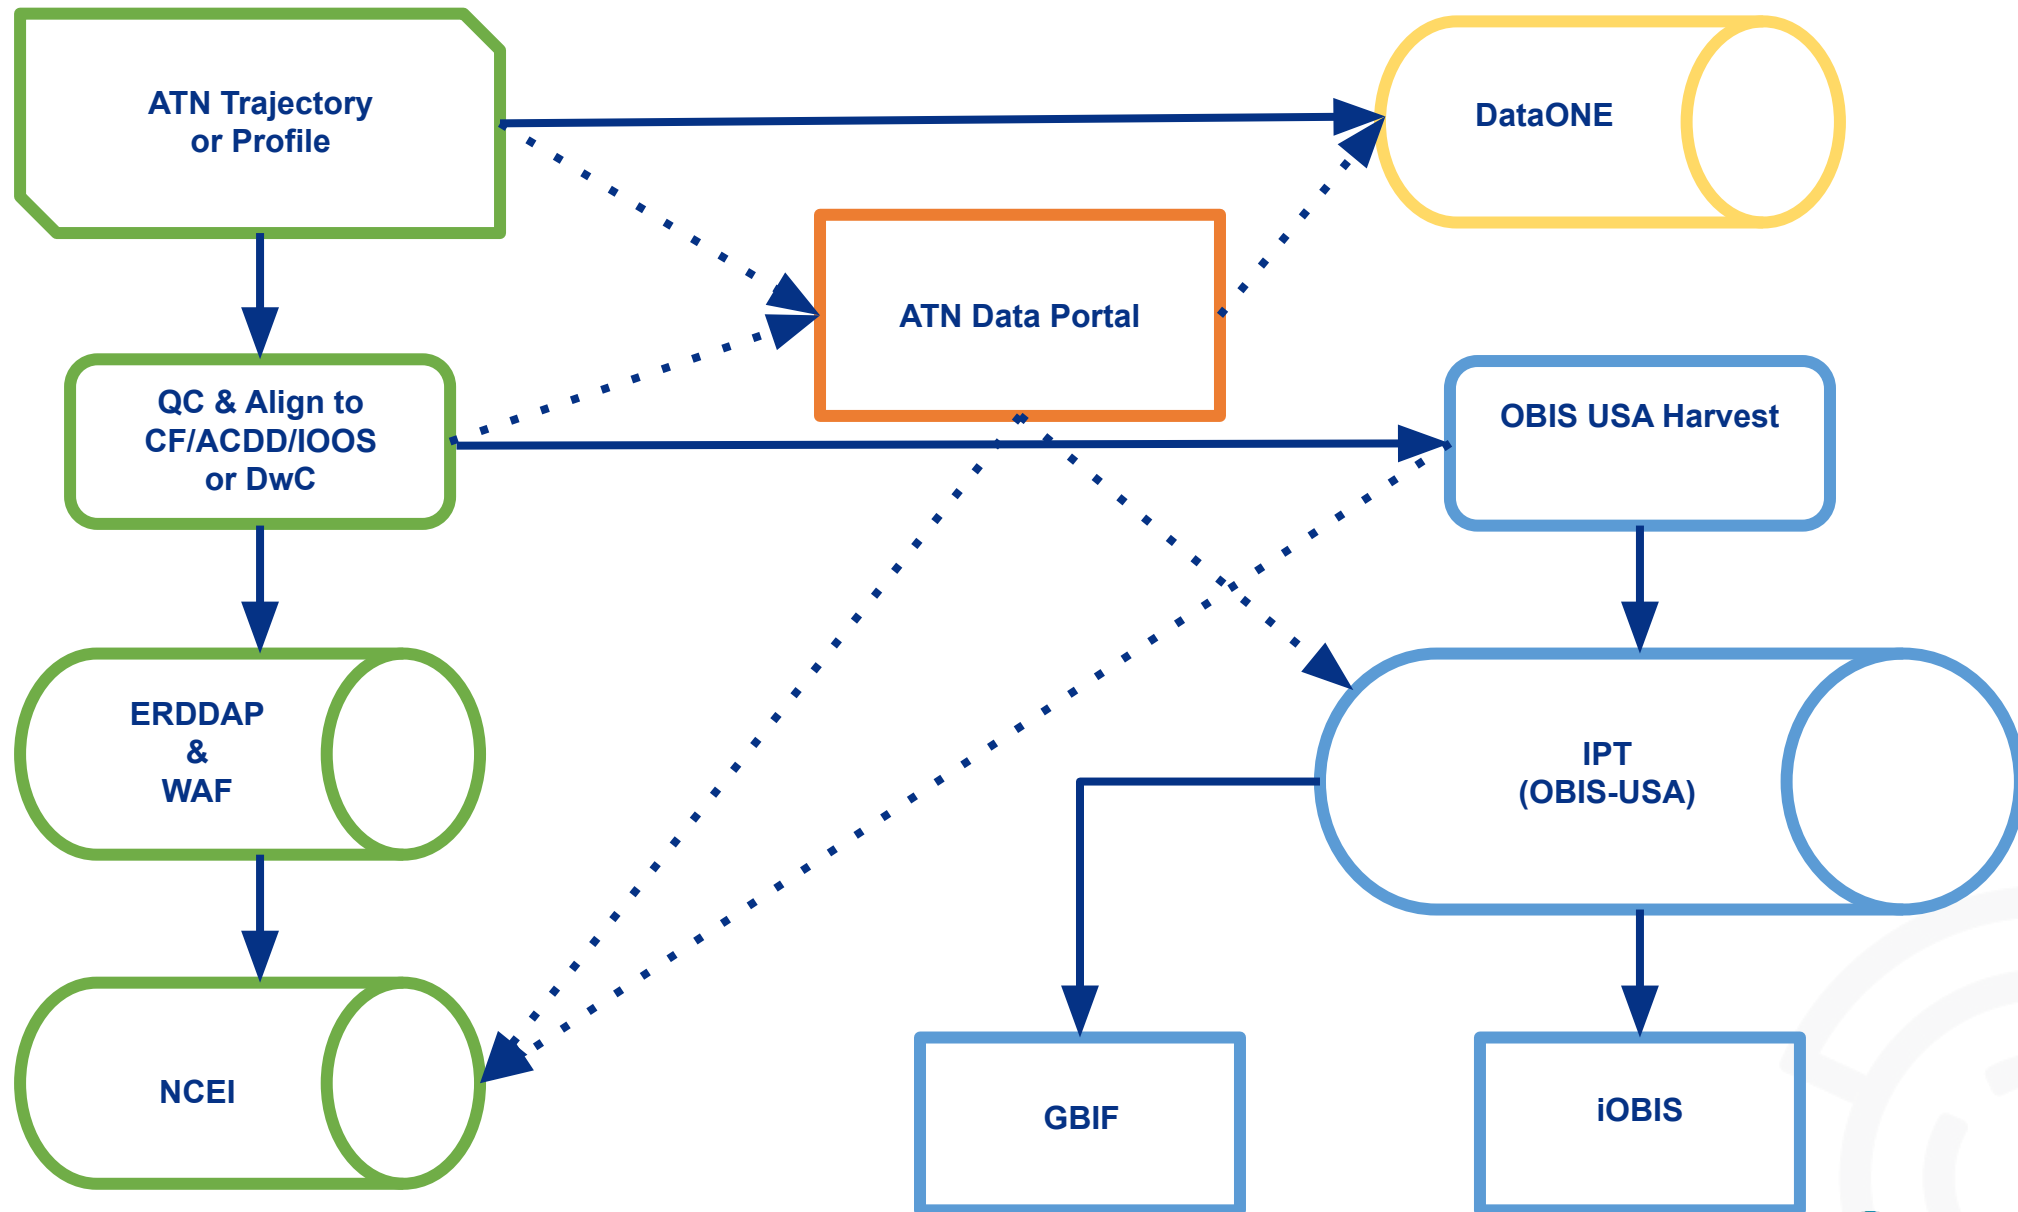 ATN Trajectory
or Profile
DataONE
ATN Data Portal
QC & Align to
CF/ACDD/IOOS
or DwC
OBIS USA Harvest
ERDDAP
&
WAF
IPT
(OBIS-USA)
NCEI
GBIF
iOBIS